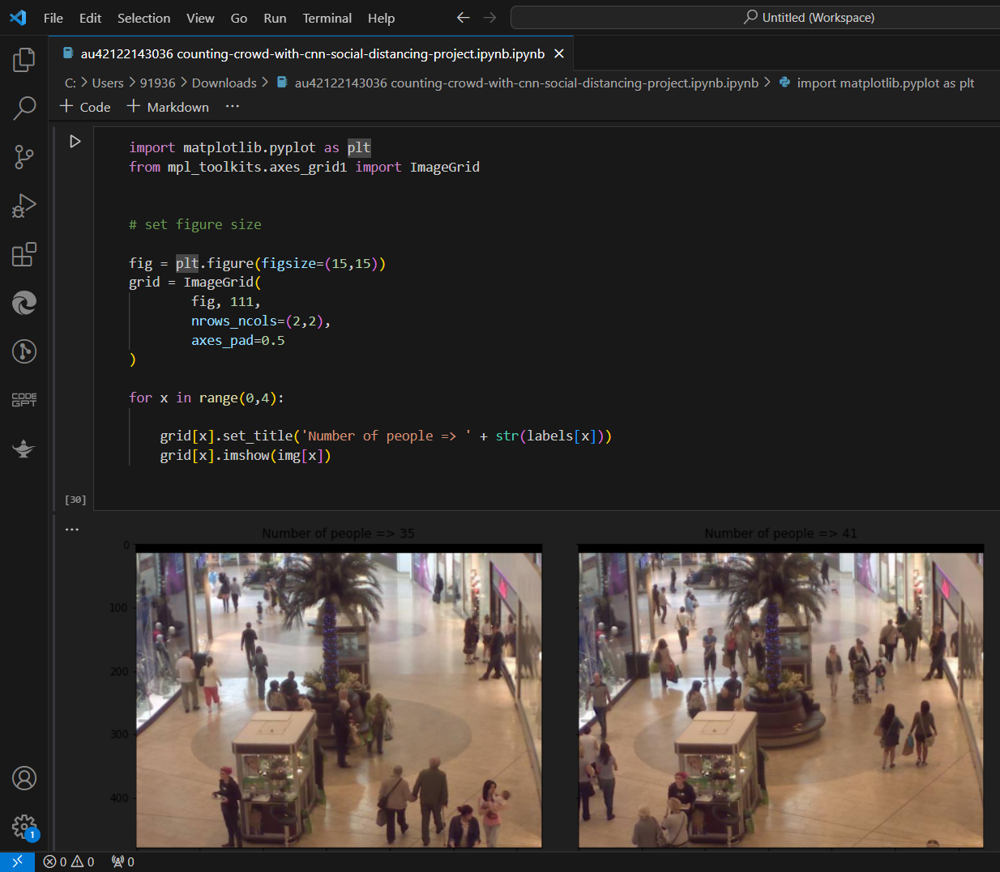 File Edit Selection View Go Run Terminal Help
Untitled (Workspace)
au42122143036 counting-crowd-with-cnn-social-distancing-project.ipynb.ipynb
C: > Users > 91936 > Downloads > au42122143036 counting-crowd-with-cnn-social-distancing-project.ipynb.ipynb > import matplotlib.pyplot as plt
+ Code + Markdown ...
import matplotlib.pyplot as plt
from mpl_toolkits.axes_grid1 import ImageGrid
# set figure size
fig = plt.figure(figsize=(15,15))
grid = ImageGrid(
fig, 111,
nrows_ncols=(2,2),
axes_pad=0.5
)
for x in range(0,4):
grid[x].set_title('Number of people => ' + str(labels[x]))
grid[x].imshow(img[x])
[30]
...
Number of people => 35
Number of people => 41
0
100
200
300
400
CODE
GPT
1
0 0 0